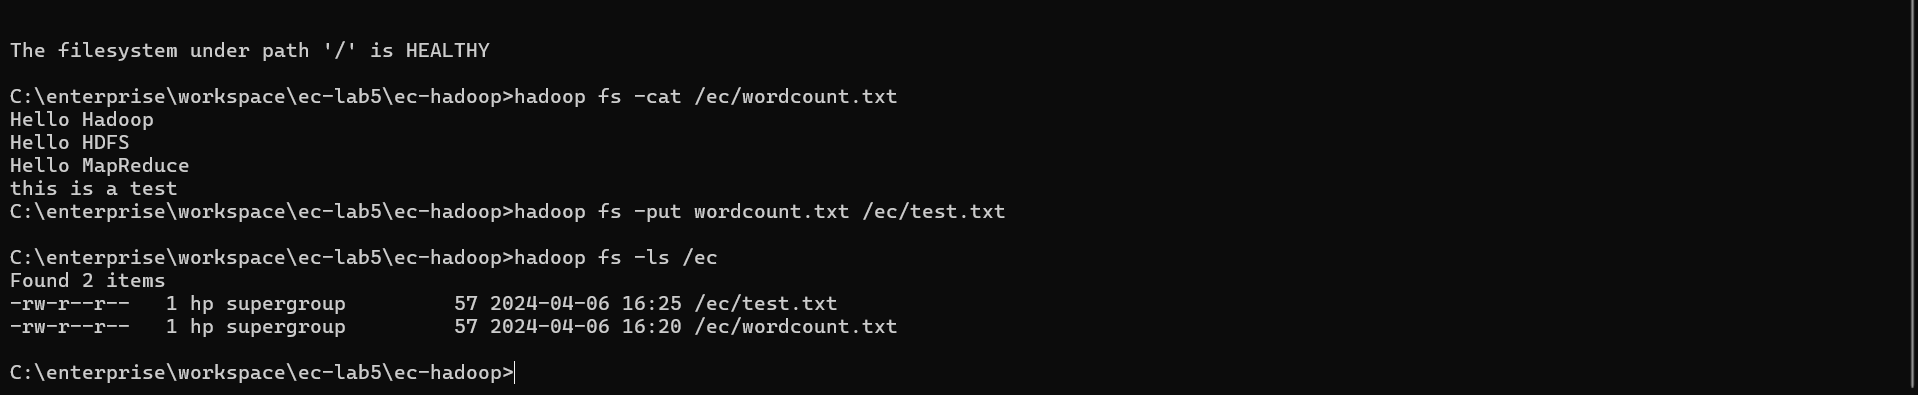 The filesystem under path '/' is HEALTHY
C:\enterprise\workspace\ec-lab5\ec-hadoop>hadoop fs -cat /ec/wordcount.txt
Hello Hadoop
Hello HDFS
Hello MapReduce
this is a test
C:\enterprise\workspace\ec-lab5\ec-hadoop>hadoop fs -put wordcount.txt /ec/test.txt
C:\enterprise\workspace\ec-lab5\ec-hadoop>hadoop fs -ls /ec
Found 2 items
-rw-r--r--   1 hp supergroup         57 2024-04-06 16:25 /ec/test.txt
-rw-r--r--   1 hp supergroup         57 2024-04-06 16:20 /ec/wordcount.txt
C:\enterprise\workspace\ec-lab5\ec-hadoop>